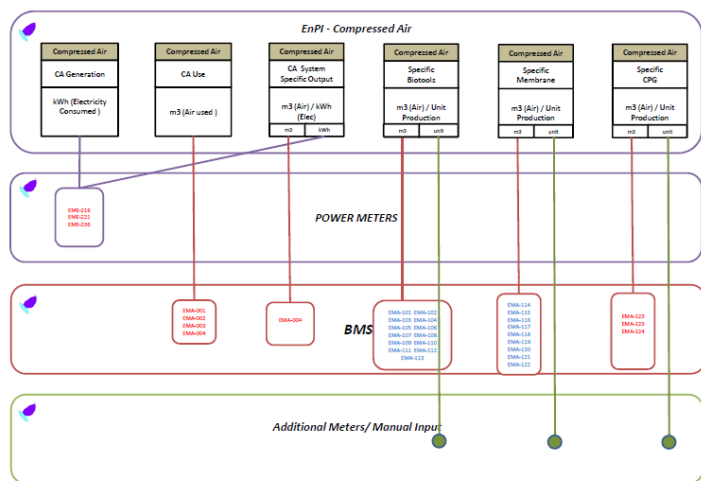 EnPI - Compressed Air
Compressed Air
CA Generation
kWh (Electricity
Consumed )
Compressed Air
CA Use
m3 (Air used )
Compressed Air
CA System
Specific Output
m3 (Air) / kWh
(Elec)
m3 kWh
Compressed Air
Specific
Biotools
m3 (Air) / Unit
Production
m3 unit
Compressed Air
Specific
Membrane
m3 (Air) / Unit
Production
m3 unit
Compressed Air
Specific
CPG
m3 (Air) / Unit
Production
m3 unit
POWER METERS
EME-218
EME-221
EME-236
BMS
EMA-001
EMA-002
EMA-003
EMA-004
EMA-004
EMA-101 EMA-102
EMA-103 EMA-104
EMA-105 EMA-106
EMA-107 EMA-108
EMA-109 EMA-110
EMA-111 EMA-112
EMA-113
EMA-114
EMA-115
EMA-116
EMA-117
EMA-118
EMA-119
EMA-120
EMA-121
EMA-122
EMA-123
EMA-123
EMA-124
Additional Meters/ Manual Input